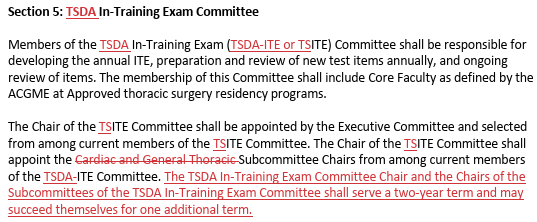 Section 5: TSDA In-Training Exam Committee
Members of the TSDA In-Training Exam (TSDA-ITE or TSITE) Committee shall be responsible for
developing the annual ITE, preparation and review of new test items annually, and ongoing
review of items. The membership of this Committee shall include Core Faculty as defined by the
ACGME at Approved thoracic surgery residency programs.
The Chair of the TSITE Committee shall be appointed by the Executive Committee and selected
from among current members of the TSITE Committee. The Chair of the TSITE Committee shall
appoint the Cardiac and General Thoracic Subcommittee Chairs from among current members
of the TSDA-ITE Committee. The TSDA In-Training Exam Committee Chair and the Chairs of the
Subcommittees of the TSDA In-Training Exam Committee shall serve a two-year term and may
succeed themselves for one additional term.